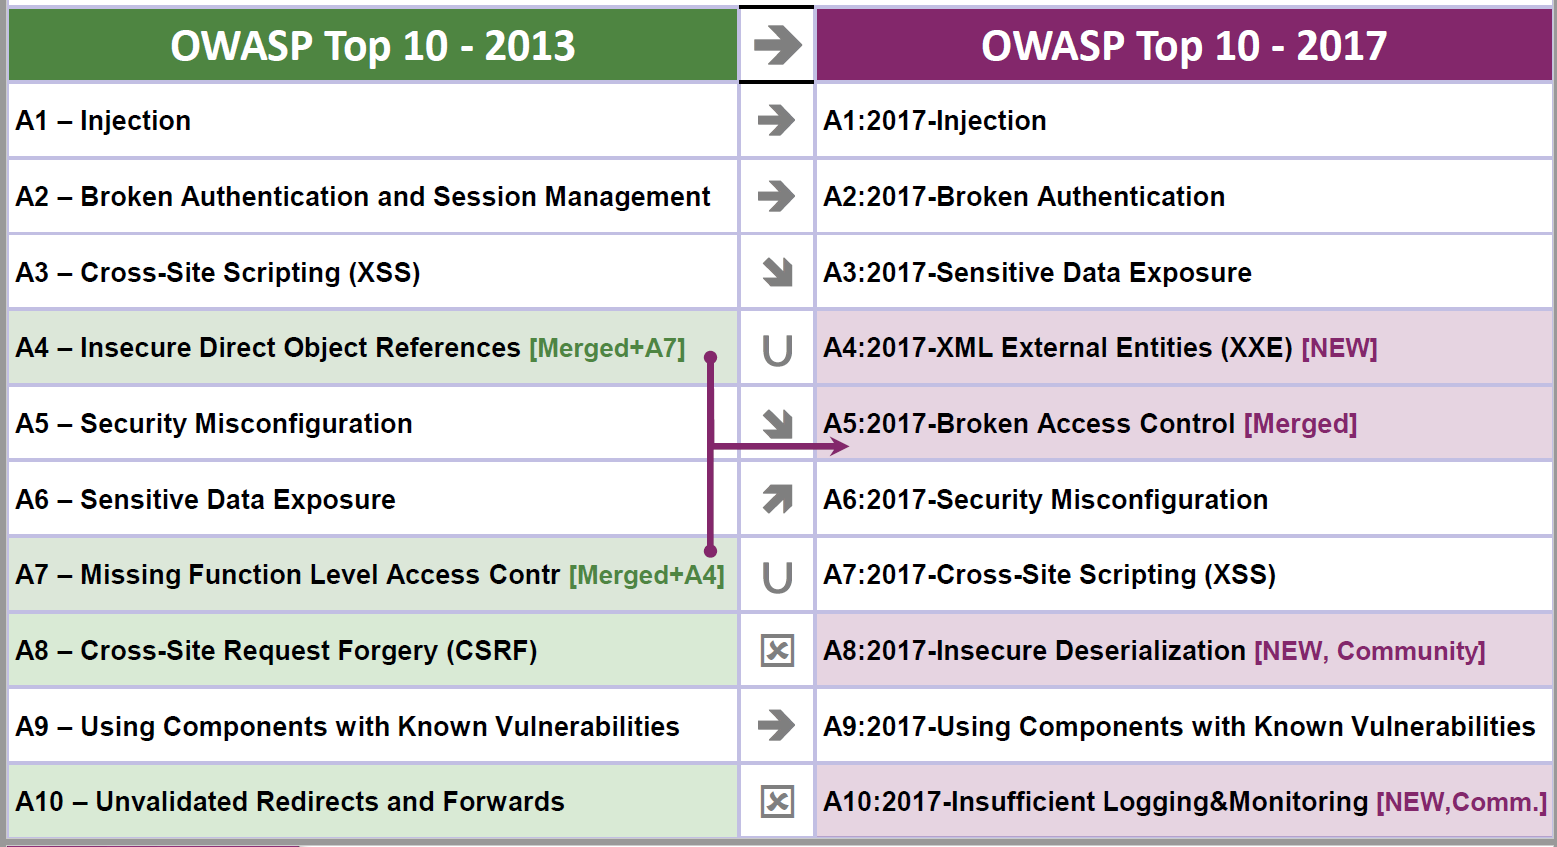 OWASP Top 10 - 2013 OWASP Top 10 - 2017
A1 – Injection A1:2017-Injection
A2 – Broken Authentication and Session Management A2:2017-Broken Authentication
A3 – Cross-Site Scripting (XSS) A3:2017-Sensitive Data Exposure
A4 – Insecure Direct Object References [Merged+A7] A4:2017-XML External Entities (XXE) [NEW]
A5 – Security Misconfiguration A5:2017-Broken Access Control [Merged]
A6 – Sensitive Data Exposure A6:2017-Security Misconfiguration
A7 – Missing Function Level Access Contr [Merged+A4] A7:2017-Cross-Site Scripting (XSS)
A8 – Cross-Site Request Forgery (CSRF) A8:2017-Insecure Deserialization [NEW, Community]
A9 – Using Components with Known Vulnerabilities A9:2017-Using Components with Known Vulnerabilities
A10 – Unvalidated Redirects and Forwards A10:2017-Insufficient Logging&Monitoring [NEW,Comm.]